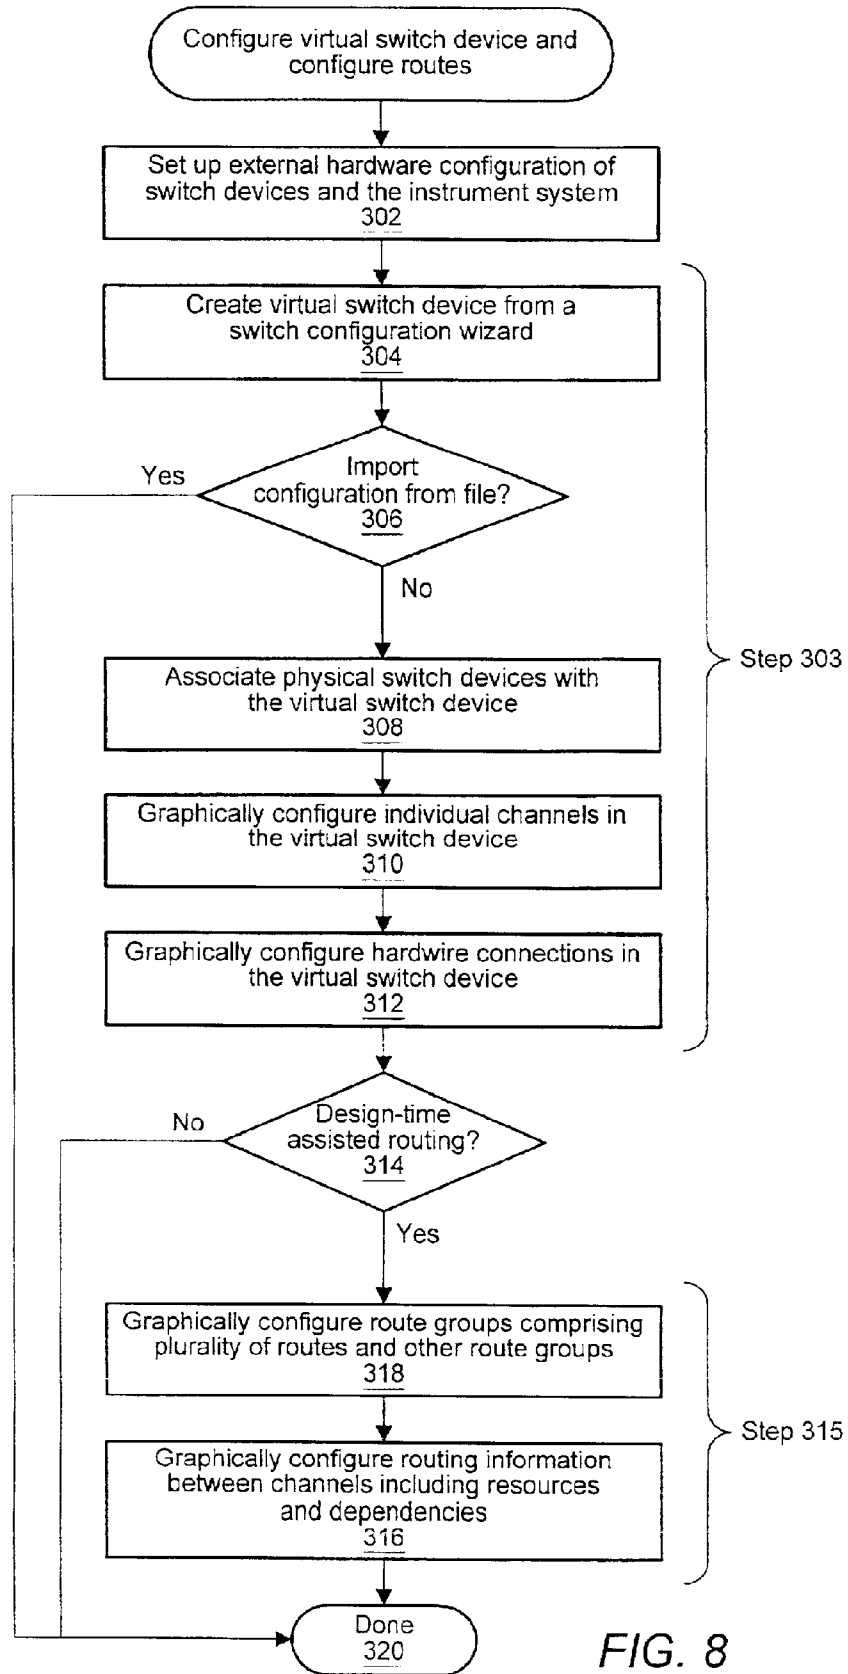 Configure virtual switch device and
configure routes
Set up external hardware configuration of
switch devices and the instrument system
302
Create virtual switch device from a
switch configuration wizard
304
Yes
Import
configuration from file?
306
No
Associate physical switch devices with
the virtual switch device
308
Step 303
Graphically configure individual channels in
the virtual switch device
310
Graphically configure hardwire connections in
the virtual switch device
312
No
Design-time
assisted routing?
314
Yes
Graphically configure route groups comprising
plurality of routes and other route groups
318
Step 315
Graphically configure routing information
between channels including resources
and dependencies
316
Done
320
FIG. 8